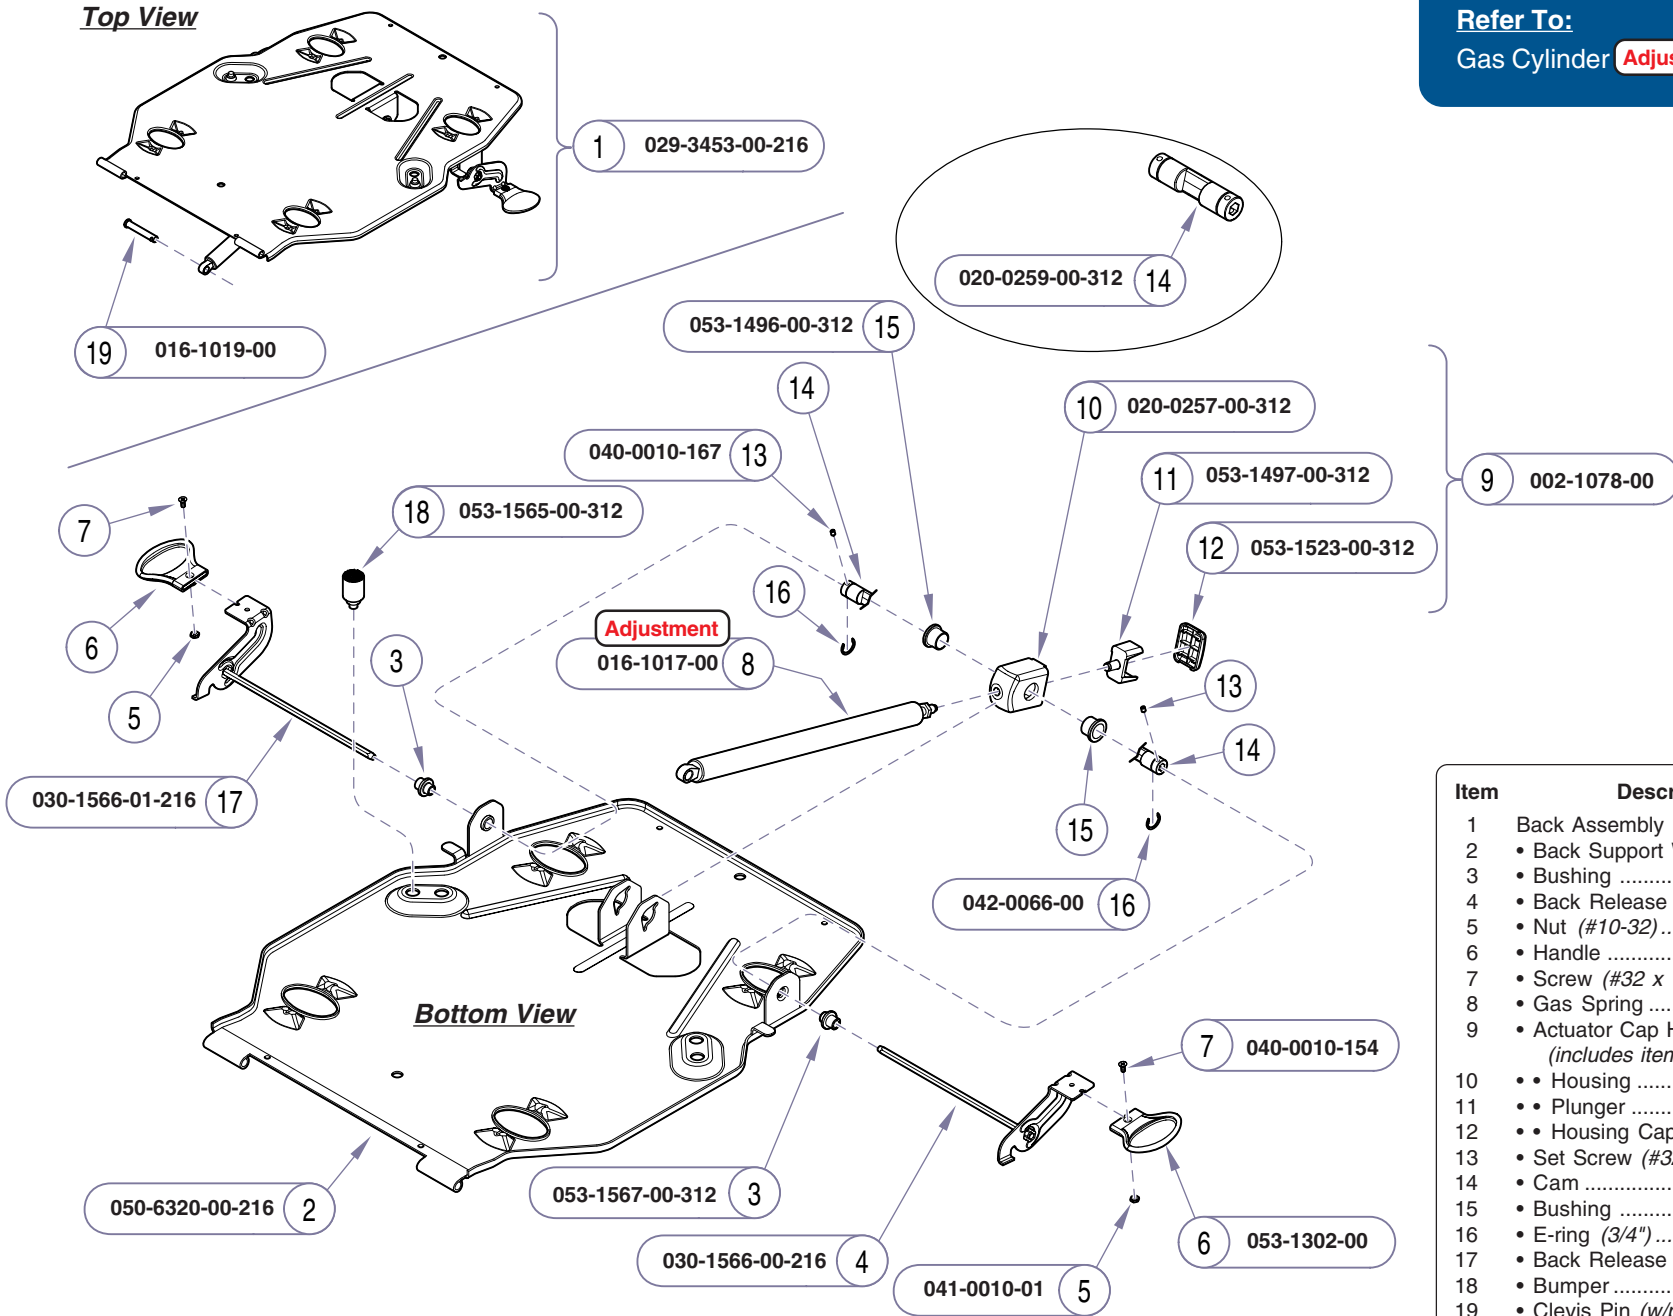 Top View
Refer To:
Gas Cylinder
1 029-3453-00-216
020-0259-00-312 14
19 016-1019-00
053-1496-00-312 15
14
10 020-0257-00-312
040-0010-167 13
11 053-1497-00-312
9 002-1078-00
7
18 053-1565-00-312
12 053-1523-00-312
16
Adjustment
016-1017-00 8
6
3
13
5
14
030-1566-01-216 17
15
042-0066-00 16
Bottom View
7 040-0010-154
050-6320-00-216 2
053-1567-00-312 3
030-1566-00-216 4
6 053-1302-00
041-0010-01 5
Item
1 Back Assembly
2 • Back Support
3 • Bushing ..........
4 • Back Release
5 • Nut (#10-32) ..
6 • Handle ............
7 • Screw (#32 x
8 • Gas Spring ....
9 • Actuator Cap
(includes
10 • • Housing ......
11 • • Plunger ........
12 • • Housing Cap
13 • Set Screw
14 • Cam ...............
15 • Bushing ..........
16 • E-ring (3/4") ...
17 • Back Release
18 • Bumper ...........
19 • Clevis Pin